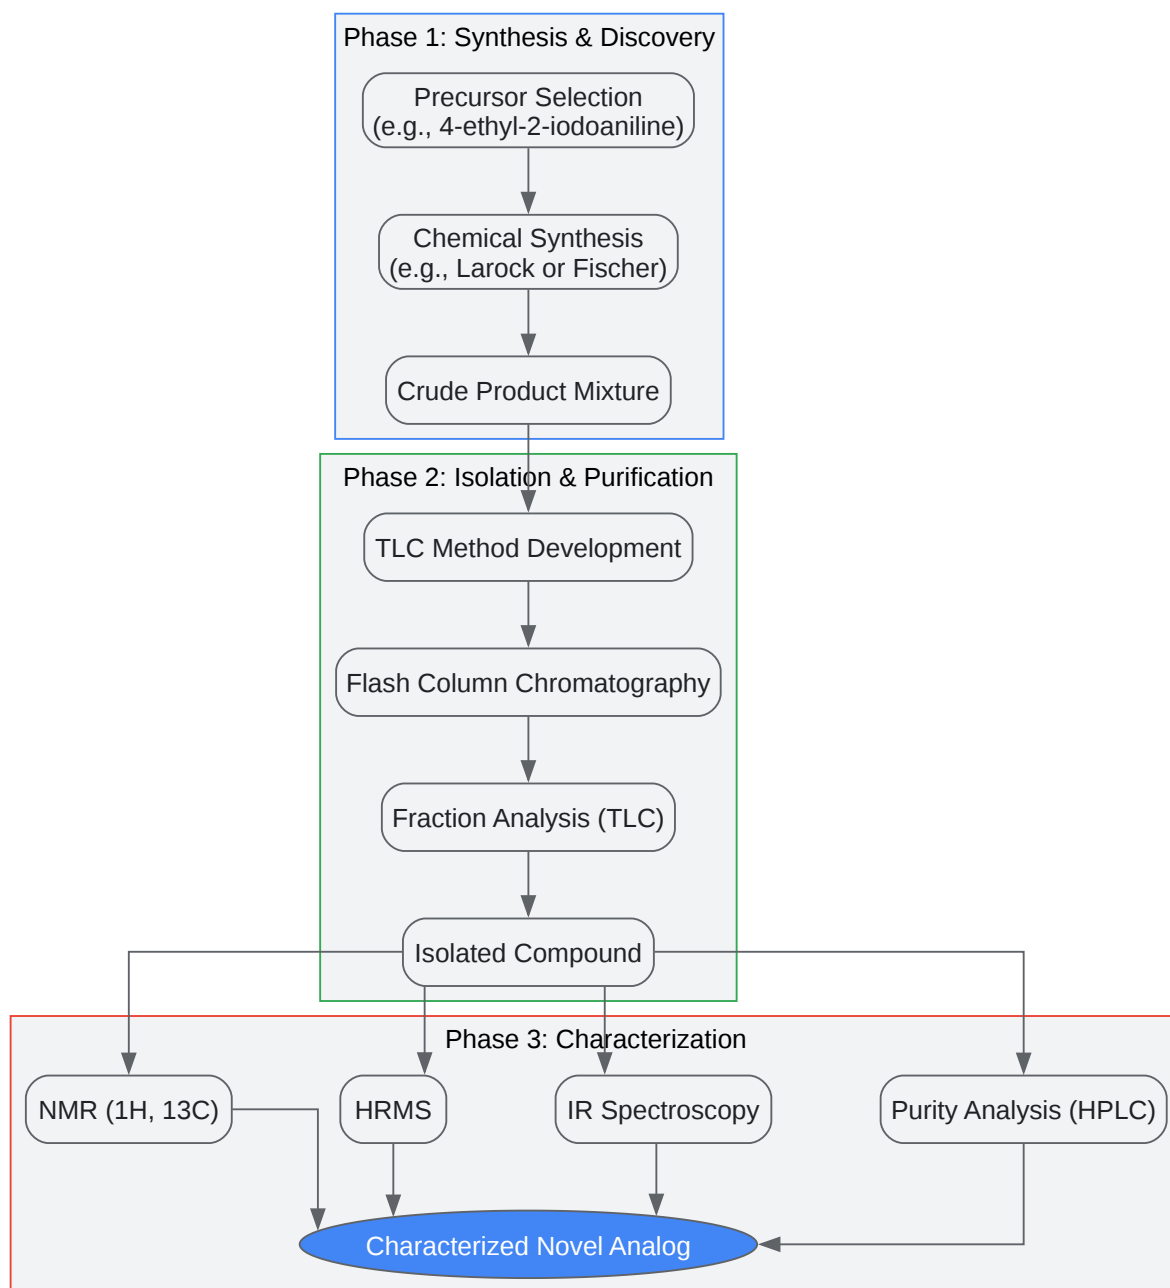 Phase 1: Synthesis & Discovery
Precursor Selection
(e.g., 4-ethyl-2-iodoaniline)
Chemical Synthesis
(e.g., Larock or Fischer)
Crude Product Mixture
Phase 2: Isolation & Purification
TLC Method Development
Flash Column Chromatography
Fraction Analysis (TLC)
Isolated Compound
Phase 3: Characterization
NMR (1H, 13C)
HRMS
IR Spectroscopy
Purity Analysis (HPLC)
Characterized Novel Analog